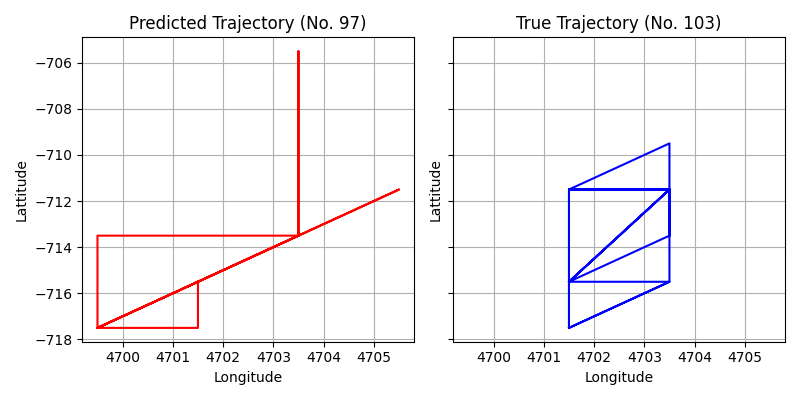 Predicted Trajectory (No. 97)
True Trajectory (No. 103)
Lattitude
−706
−708
−710
−712
−714
−716
−718
4700 4701 4702 4703 4704 4705
Longitude
Lattitude
4700 4701 4702 4703 4704 4705
Longitude